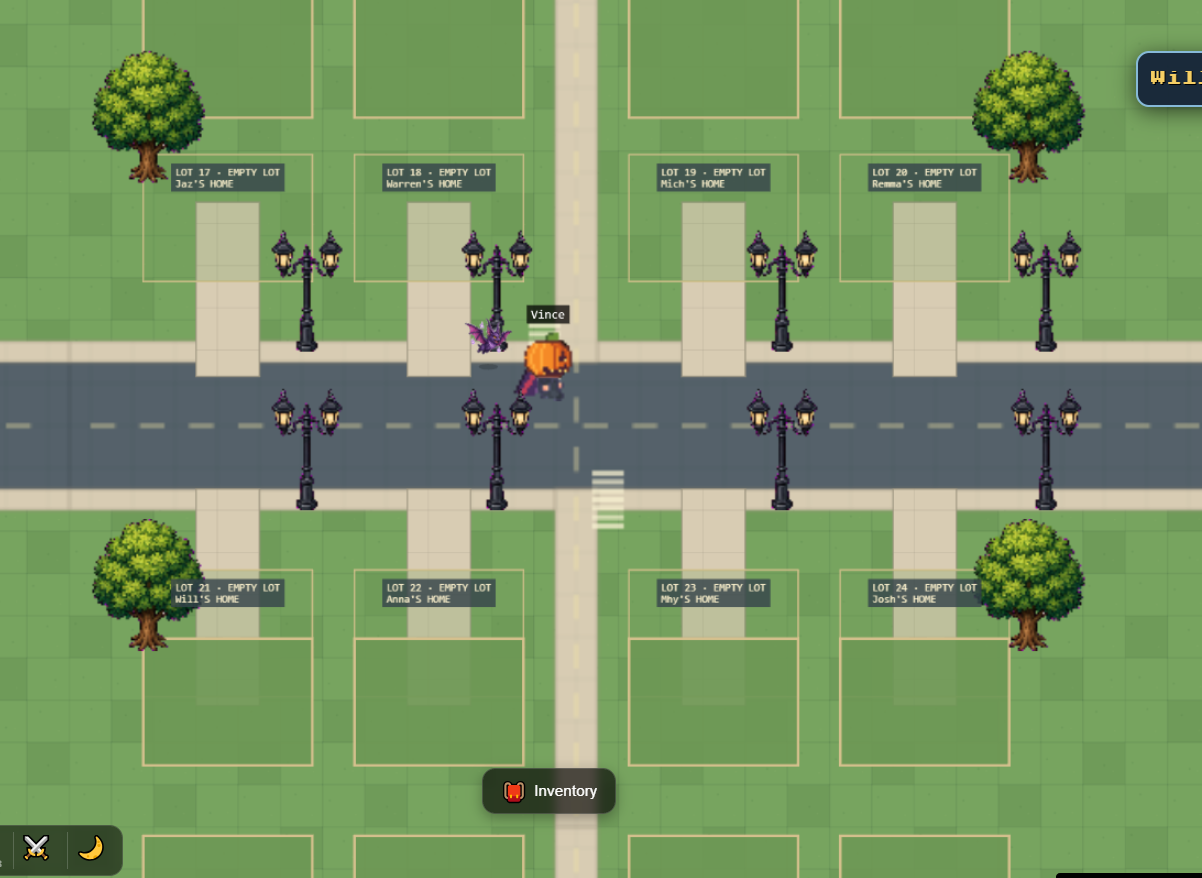 Will
LOT 17 - EMPTY LOT
Jaz'S HOME
LOT 18 - EMPTY LOT
Warren'S HOME
LOT 19 - EMPTY LOT
Mich'S HOME
LOT 20 - EMPTY LOT
Remma'S HOME
Vince
LOT 21 - EMPTY LOT
Will'S HOME
LOT 22 - EMPTY LOT
Anna'S HOME
LOT 23 - EMPTY LOT
Mhy'S HOME
LOT 24 - EMPTY LOT
Josh'S HOME
Inventory